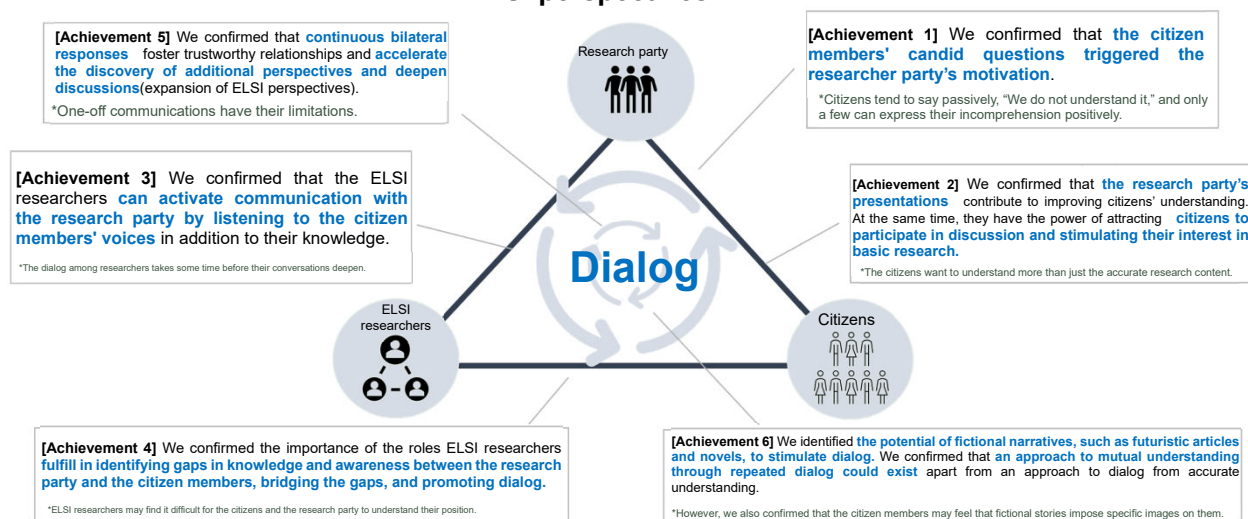 [Achievement 5] We confirmed that continuous bilateral
responses foster trustworthy relationships and accelerate
the discovery of additional perspectives and deepen
discussions(expansion of ELSI perspectives).
*One-off communications have their limitations.
Research party
[Achievement 1] We confirmed that the citizen
members' candid questions triggered the
researcher party's motivation.
*Citizens tend to say passively, "We do not understand it," and only
a few can express their incomprehension positively.
[Achievement 3] We confirmed that the ELSI
researchers can activate communication with
the research party by listening to the citizen
members' voices in addition to their knowledge.
*The dialog among researchers takes some time before their conversations deepen.
[Achievement 2] We confirmed that the research party's
presentations contribute to improving citizens' understanding.
At the same time, they have the power of attracting citizens to
participate in discussion and stimulating their interest in
basic research.
*The citizens want to understand more than just the accurate research content.
Dialog
ELSI
researchers
Citizens
[Achievement 4] We confirmed the importance of the roles ELSI researchers
fulfill in identifying gaps in knowledge and awareness between the research
party and the citizen members, bridging the gaps, and promoting dialog.
*ELSI researchers may find it difficult for the citizens and the research party to understand their position.
[Achievement 6] We identified the potential of fictional narratives, such as futuristic articles
and novels, to stimulate dialog. We confirmed that an approach to mutual understanding
through repeated dialog could exist apart from an approach to dialog from accurate
understanding.
*However, we also confirmed that the citizen members may feel that fictional stories impose specific images on them.